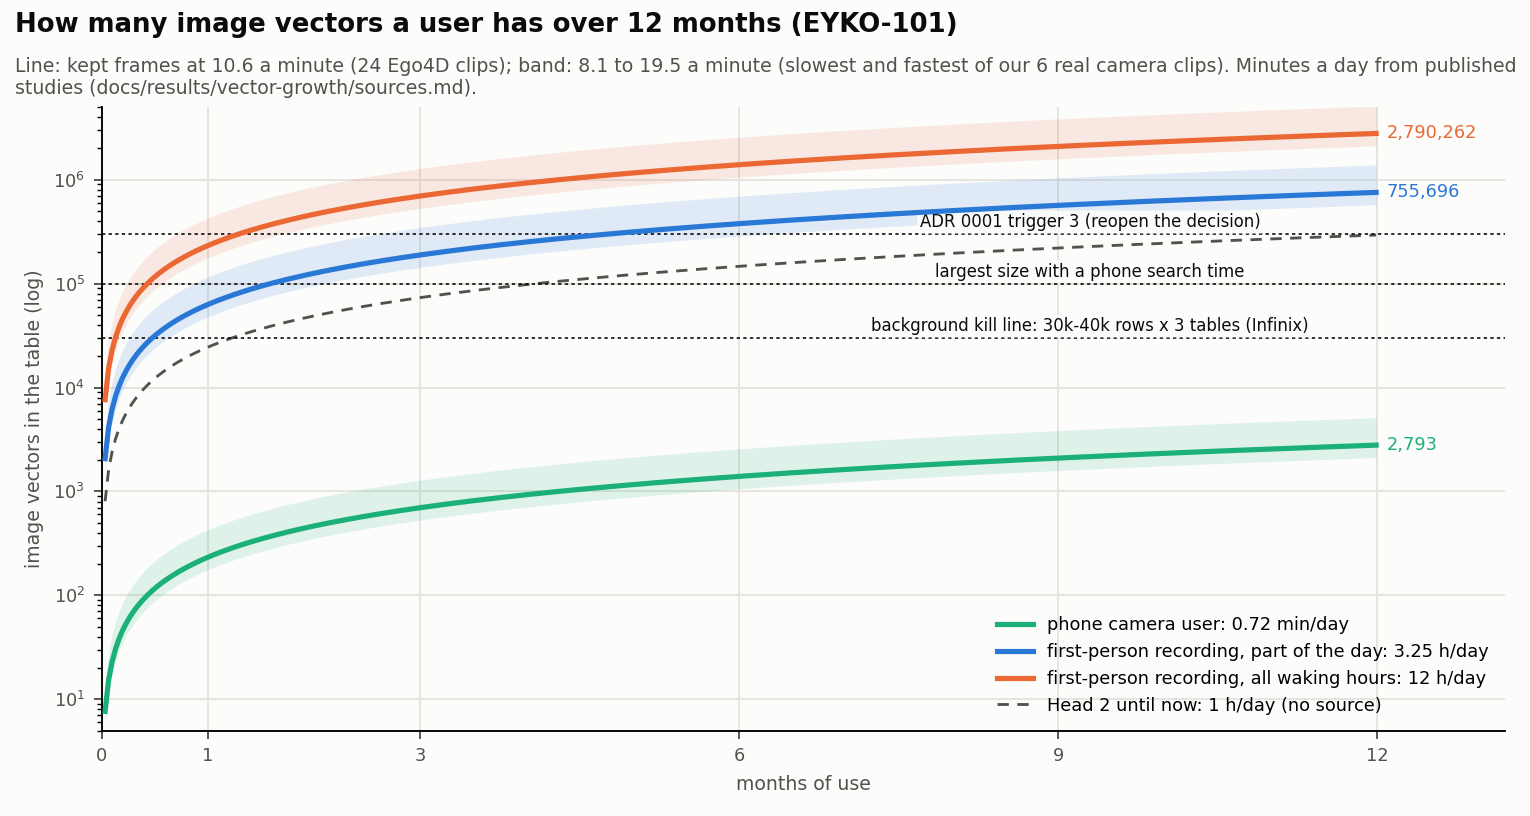 How many image vectors a user has over 12 months (EYKO-101)
Line: kept frames at 10.6 a minute (24 Ego4D clips); band: 8.1 to 19.5 a minute (slowest and fastest of our 6 real camera clips). Minutes a day from published
studies (docs/results/vector-growth/sources.md).
image vectors in the table (log)
10⁶
10⁵
10⁴
10³
10²
10¹
2,790,262
755,696
ADR 0001 trigger 3 (reopen the decision)
largest size with a phone search time
background kill line: 30k-40k rows x 3 tables (Infinix)
2,793
phone camera user: 0.72 min/day
first-person recording, part of the day: 3.25 h/day
first-person recording, all waking hours: 12 h/day
Head 2 until now: 1 h/day (no source)
0 1 3 6 9 12
months of use